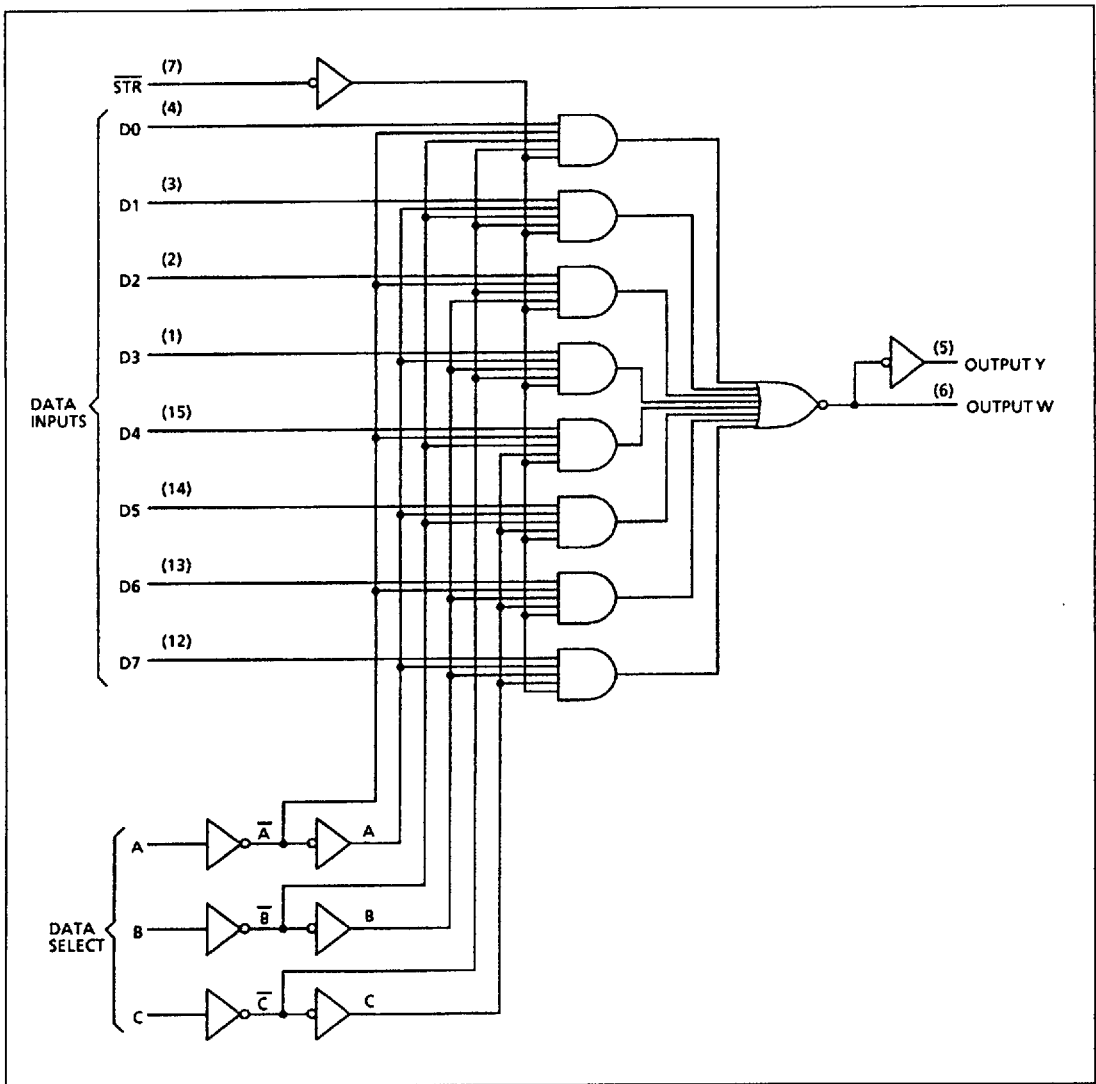 (7)
S̅T̅R̅
(4)
D0
(3)
D1
(2)
D2
(1)
D3
DATA
INPUTS
(15)
D4
(14)
D5
(13)
D6
(12)
D7
(5)
OUTPUT Y
(6)
OUTPUT W
DATA
SELECT
A
A̅
A
B
B̅
B
C
C̅
C